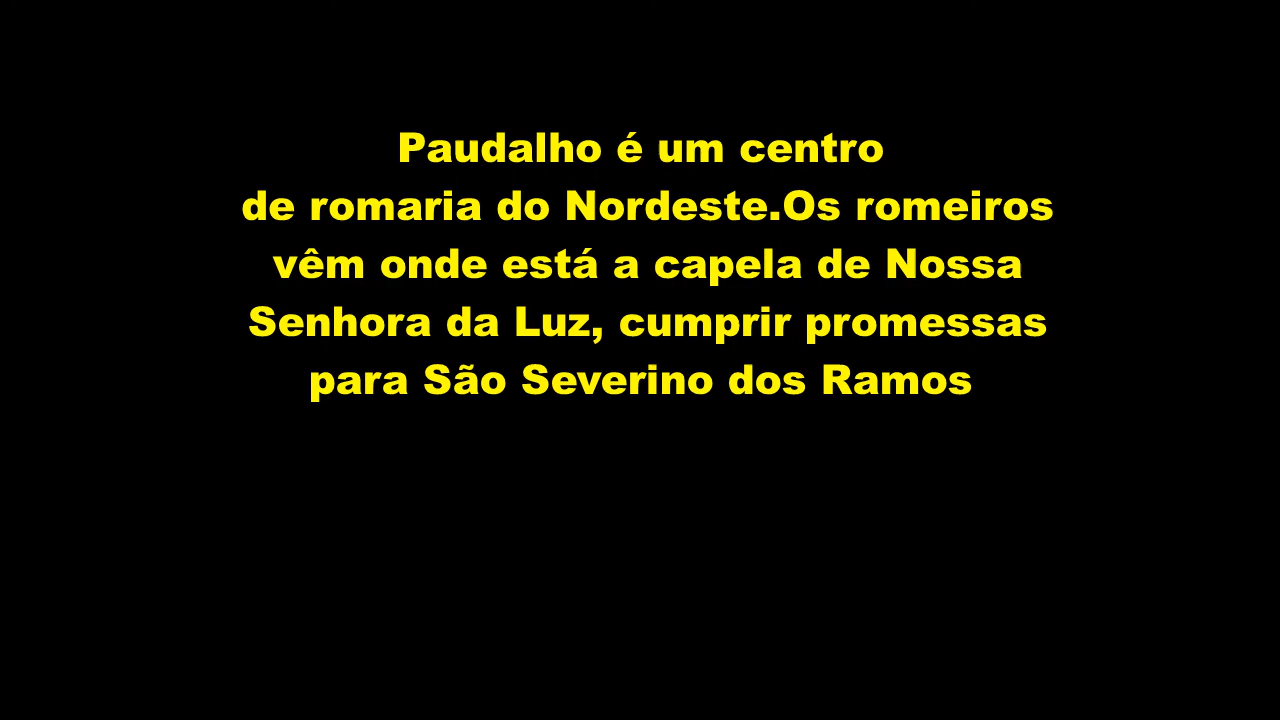 Paudalho é um centro
de romaria do Nordeste.Os romeiros
vêm onde está a capela de Nossa
Senhora da Luz, cumprir promessas
para São Severino dos Ramos